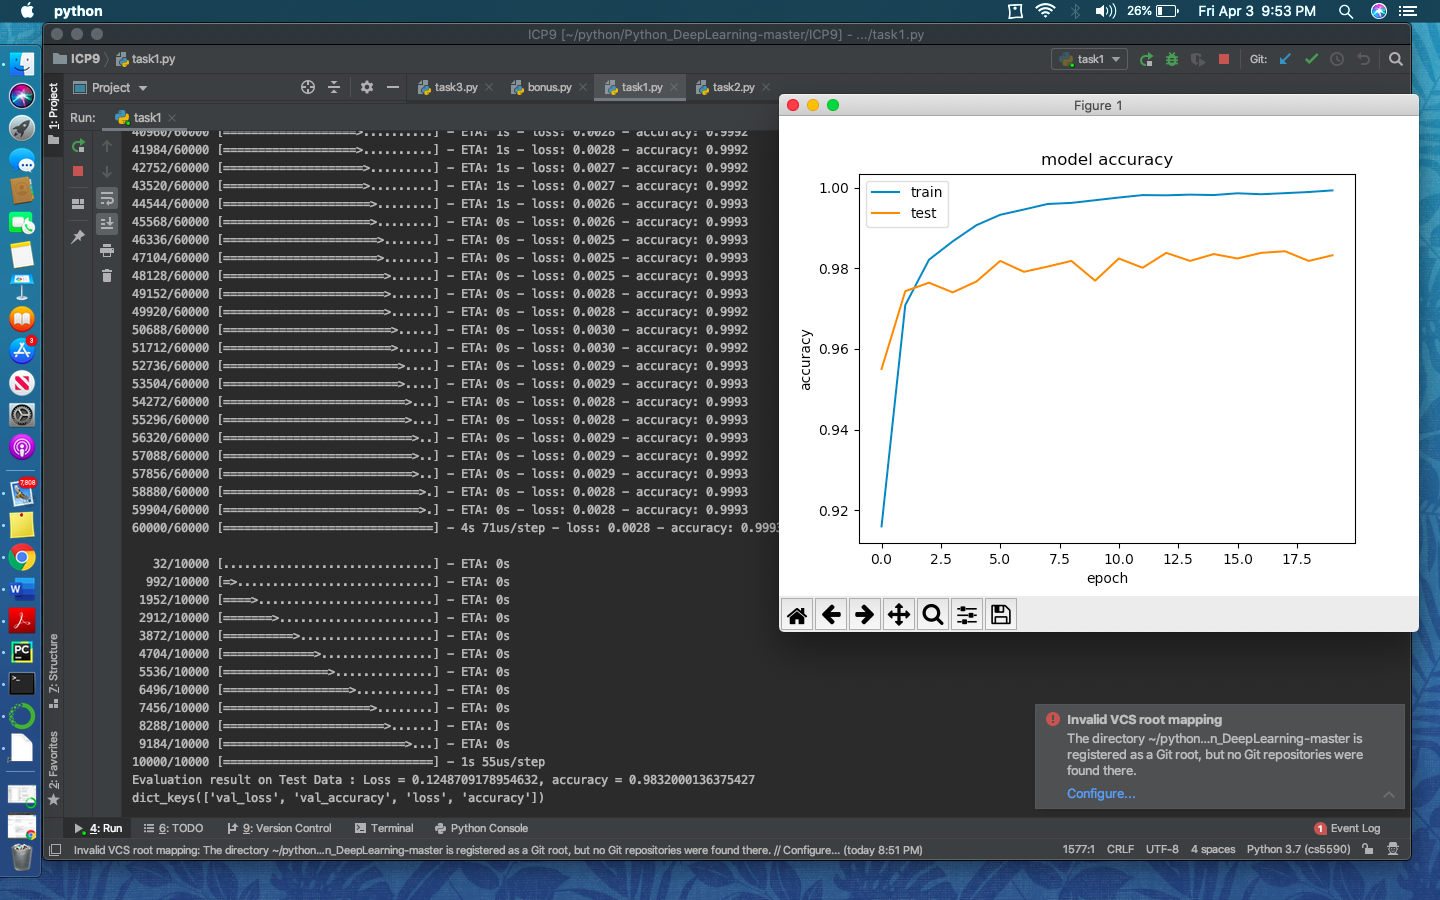 python
26%
Fri Apr 3 9:53 PM
ICP9 [~/python/Python_DeepLearning-master/ICP9] - .../task1.py
ICP9
task1.py
task1
Git:
1: Project
Project
task3.py
bonus.py
task1.py
task2.py
Run:
task1
40960/60000 [===================>..........] - ETA: 1s - loss: 0.0028 - accuracy: 0.9992
41984/60000 [===================>..........] - ETA: 1s - loss: 0.0028 - accuracy: 0.9992
42752/60000 [====================>.........] - ETA: 1s - loss: 0.0027 - accuracy: 0.9992
43520/60000 [====================>.........] - ETA: 1s - loss: 0.0027 - accuracy: 0.9992
44544/60000 [=====================>........] - ETA: 1s - loss: 0.0026 - accuracy: 0.9993
45568/60000 [=====================>........] - ETA: 0s - loss: 0.0026 - accuracy: 0.9993
46336/60000 [======================>.......] - ETA: 0s - loss: 0.0025 - accuracy: 0.9993
47104/60000 [======================>.......] - ETA: 0s - loss: 0.0025 - accuracy: 0.9993
48128/60000 [=======================>......] - ETA: 0s - loss: 0.0025 - accuracy: 0.9993
49152/60000 [=======================>......] - ETA: 0s - loss: 0.0028 - accuracy: 0.9993
49920/60000 [=======================>......] - ETA: 0s - loss: 0.0028 - accuracy: 0.9992
50688/60000 [========================>.....] - ETA: 0s - loss: 0.0030 - accuracy: 0.9992
51712/60000 [========================>.....] - ETA: 0s - loss: 0.0030 - accuracy: 0.9992
52736/60000 [=========================>....] - ETA: 0s - loss: 0.0029 - accuracy: 0.9993
53504/60000 [=========================>....] - ETA: 0s - loss: 0.0029 - accuracy: 0.9993
54272/60000 [==========================>...] - ETA: 0s - loss: 0.0028 - accuracy: 0.9993
55296/60000 [==========================>...] - ETA: 0s - loss: 0.0028 - accuracy: 0.9993
56320/60000 [===========================>..] - ETA: 0s - loss: 0.0029 - accuracy: 0.9993
57088/60000 [===========================>..] - ETA: 0s - loss: 0.0029 - accuracy: 0.9992
57856/60000 [===========================>..] - ETA: 0s - loss: 0.0029 - accuracy: 0.9993
58880/60000 [============================>.] - ETA: 0s - loss: 0.0028 - accuracy: 0.9993
59904/60000 [============================>.] - ETA: 0s - loss: 0.0028 - accuracy: 0.9993
60000/60000 [==============================] - 4s 71us/step - loss: 0.0028 - accuracy: 0.9993
32/10000 [..............................] - ETA: 0s
992/10000 [=>............................] - ETA: 0s
1952/10000 [====>.........................] - ETA: 0s
2912/10000 [=======>......................] - ETA: 0s
3872/10000 [==========>...................] - ETA: 0s
4704/10000 [=============>................] - ETA: 0s
5536/10000 [===============>..............] - ETA: 0s
6496/10000 [==================>...........] - ETA: 0s
7456/10000 [=====================>........] - ETA: 0s
8288/10000 [=======================>......] - ETA: 0s
9184/10000 [==========================>...] - ETA: 0s
10000/10000 [==============================] - 1s 55us/step
Evaluation result on Test Data : Loss = 0.1248709178954632, accuracy = 0.9832000136375427
dict_keys(['val_loss', 'val_accuracy', 'loss', 'accuracy'])
Figure 1
model accuracy
train
test
accuracy
1.00
0.98
0.96
0.94
0.92
0.0 2.5 5.0 7.5 10.0 12.5 15.0 17.5
epoch
3
7,808
PC
7: Structure
2: Favorites
Invalid VCS root mapping
The directory ~/python...n_DeepLearning-master is
registered as a Git root, but no Git repositories were
found there.
Configure...
4: Run
6: TODO
9: Version Control
Terminal
Python Console
1 Event Log
Invalid VCS root mapping: The directory ~/python...n_DeepLearning-master is registered as a Git root, but no Git repositories were found there. // Configure... (today 8:51 PM)
1577:1
CRLF
UTF-8
4 spaces
Python 3.7 (cs5590)